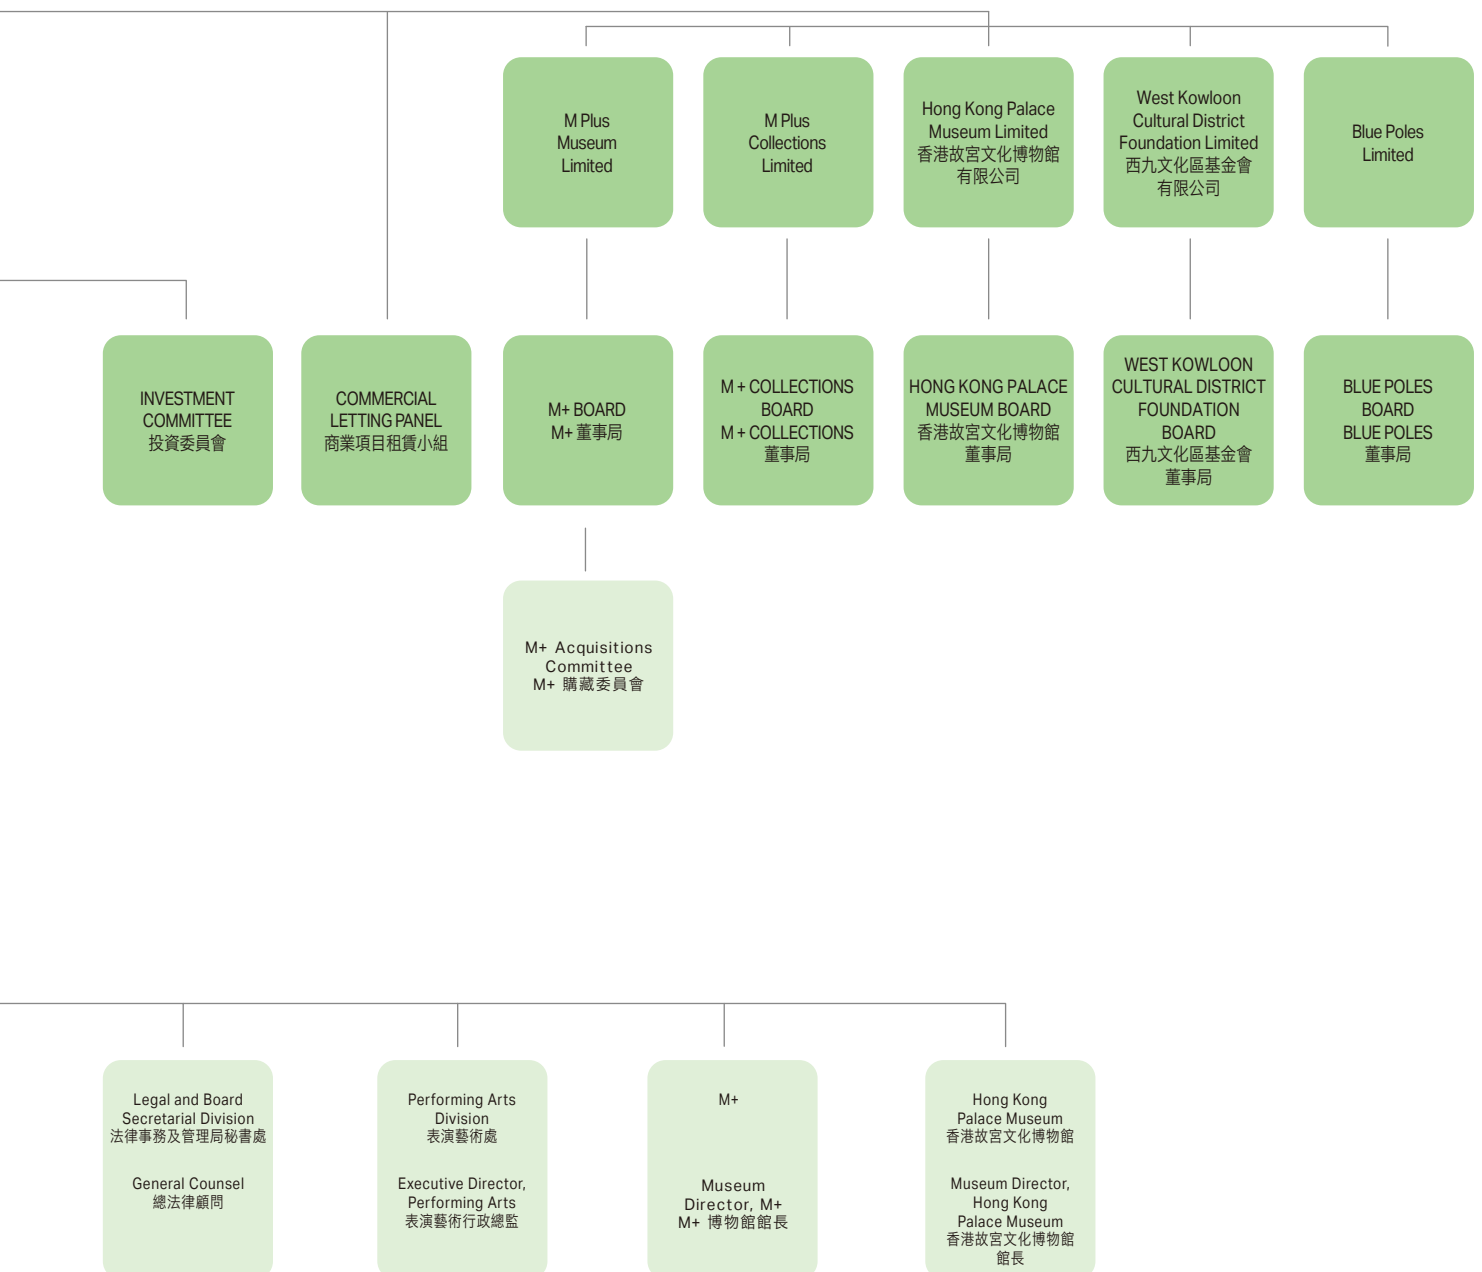 M Plus
Museum
Limited
M Plus
Collections
Limited
Hong Kong Palace
Museum Limited
香港故宮文化博物館
有限公司
West Kowloon
Cultural District
Foundation Limited
西九文化區基金會
有限公司
Blue Poles
Limited
INVESTMENT
COMMITTEE
投資委員會
COMMERCIAL
LETTING PANEL
商業項目租賃小組
M+ BOARD
M+ 董事局
M + COLLECTIONS
BOARD
M + COLLECTIONS
董事局
HONG KONG PALACE
MUSEUM BOARD
香港故宮文化博物館
董事局
WEST KOWLOON
CULTURAL DISTRICT
FOUNDATION
BOARD
西九文化區基金會
董事局
BLUE POLES
BOARD
BLUE POLES
董事局
M+ Acquisitions
Committee
M+ 購藏委員會
Legal and Board
Secretarial Division
法律事務及管理局秘書處
General Counsel
總法律顧問
Performing Arts
Division
表演藝術處
Executive Director,
Performing Arts
表演藝術行政總監
M+
Museum
Director, M+
M+ 博物館館長
Hong Kong
Palace Museum
香港故宮文化博物館
Museum Director,
Hong Kong
Palace Museum
香港故宮文化博物館
館長